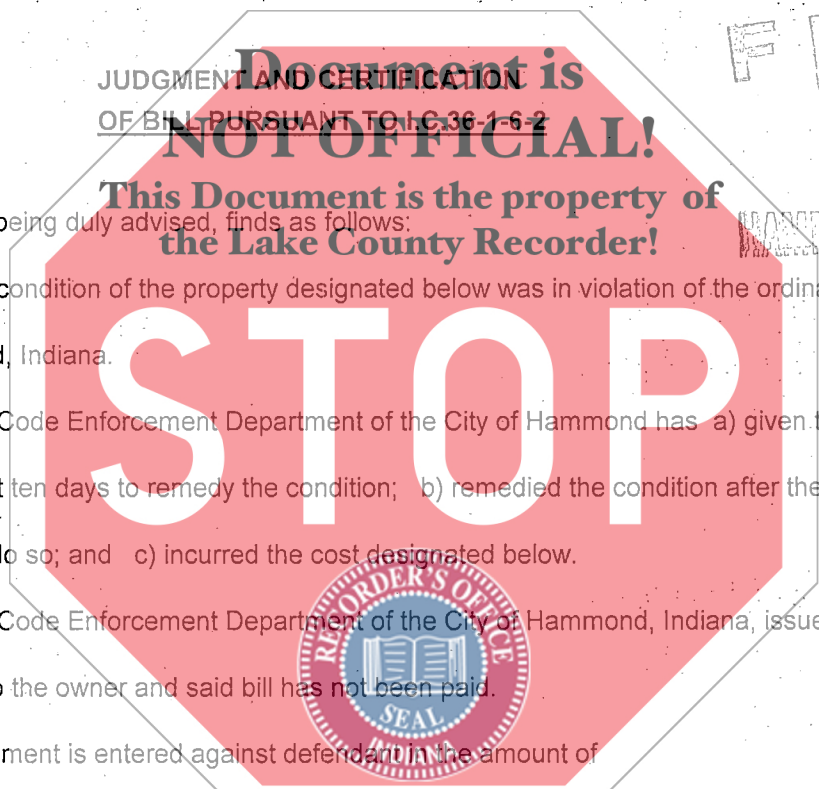 Document is
JUDGMENT AND CERTIFICATION
OF BILL PURSUANT TO I.C.36-1-6-2
NOT OFFICIAL!
This Document is the property of
being duly advised, finds as follows:
the Lake County Recorder!
condition of the property designated below was in violation of the ordina
, Indiana.
STOP
Code Enforcement Department of the City of Hammond has a) given
ten days to remedy the condition; b) remedied the condition after the
do so; and c) incurred the cost designated below.
RECORDER'S OFFICE
Code Enforcement Department of the City of Hammond, Indiana, issue
the owner and said bill has not been paid.
SEAL
INDIANA
ment is entered against defendant in the amount of